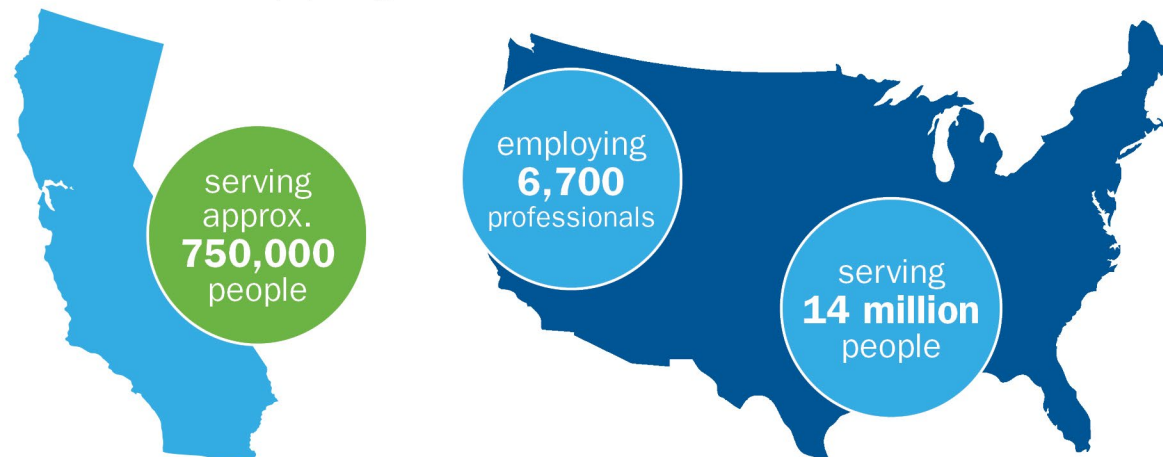 serving
approx.
750,000
people
employing
6,700
professionals
serving
14 million
people